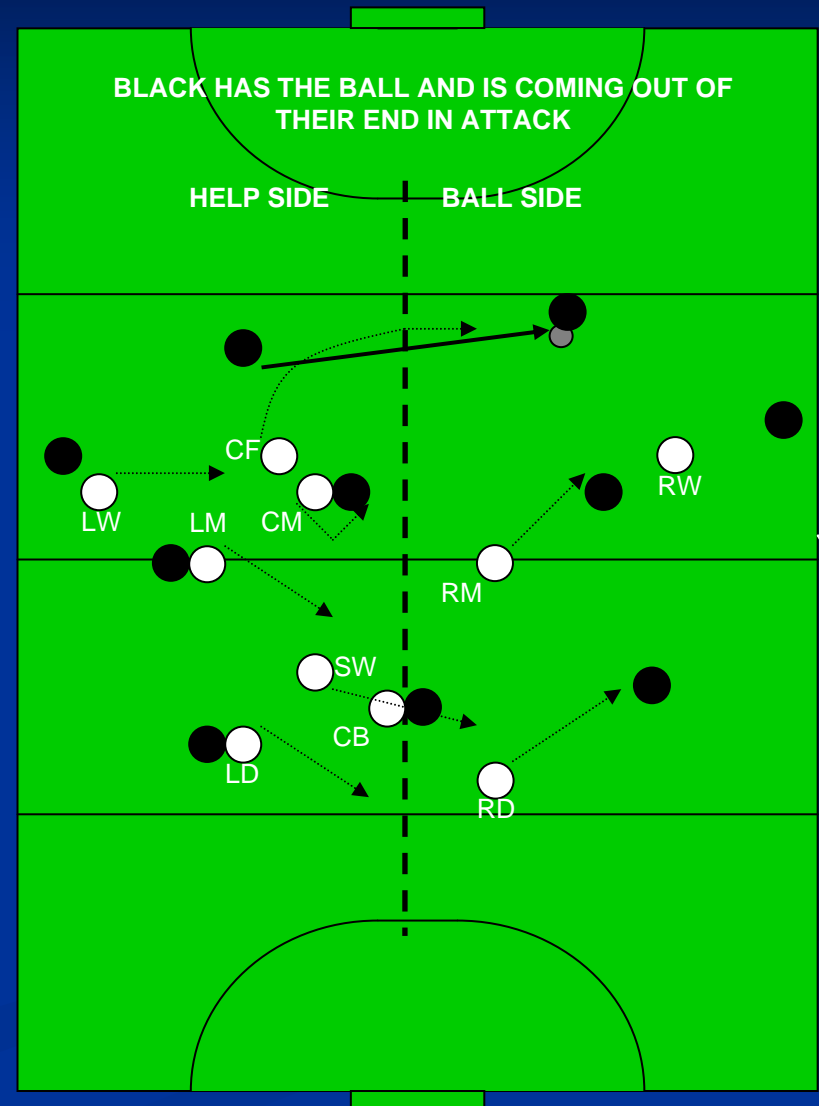 BLACK HAS THE BALL AND IS COMING OUT OF
THEIR END IN ATTACK
HELP SIDE
BALL SIDE
CF
LW
LM
CM
RW
RM
SW
CB
LD
RD